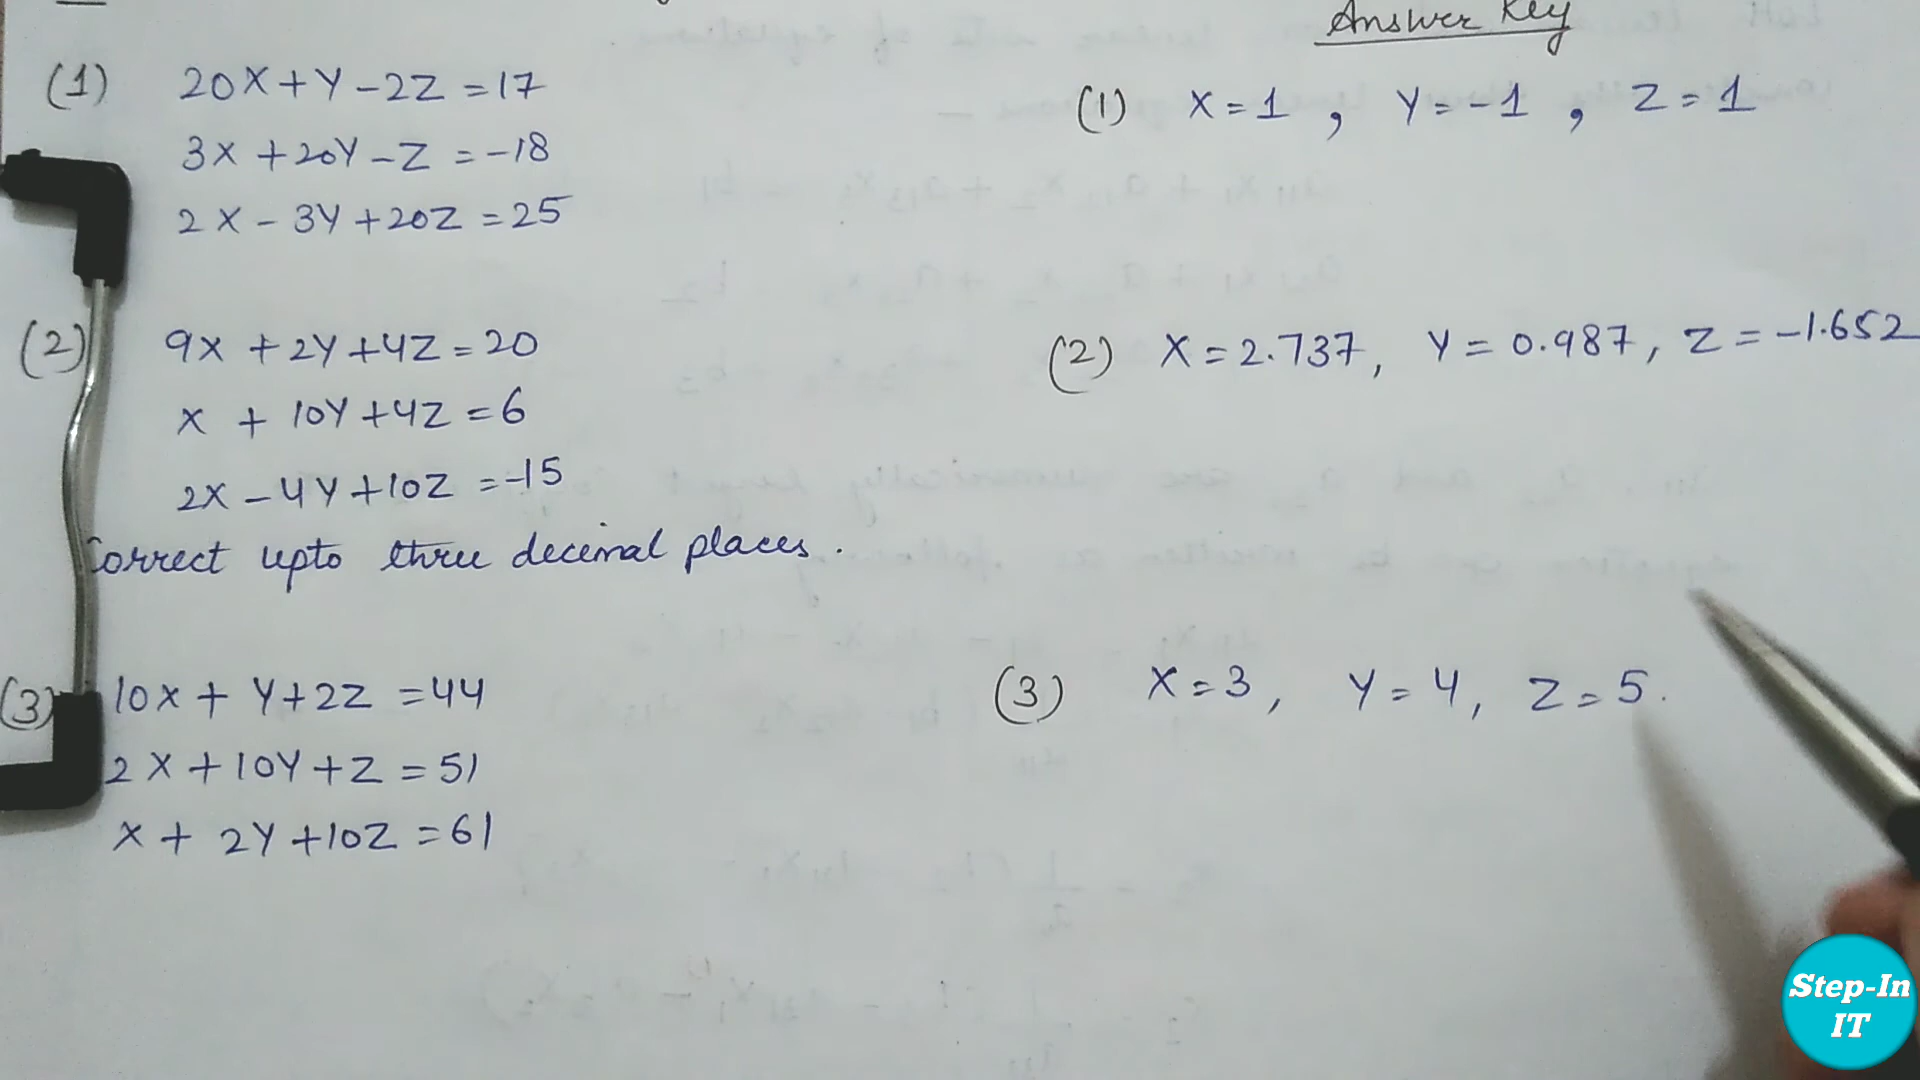 Answer Key
(1) 20X + Y - 2Z = 17
3X + 20Y - Z = -18
2X - 3Y + 20Z = 25
(1) X = 1 , Y = -1 , Z = 1
(2) 9X + 2Y + 4Z = 20
X + 10Y + 4Z = 6
2X - 4Y + 10Z = -15
Correct upto three decimal places.
(2) X = 2.737, Y = 0.987, Z = -1.652
(3) 10X + Y + 2Z = 44
2X + 10Y + Z = 51
X + 2Y + 10Z = 61
(3) X = 3, Y = 4, Z = 5.
Step-In
IT